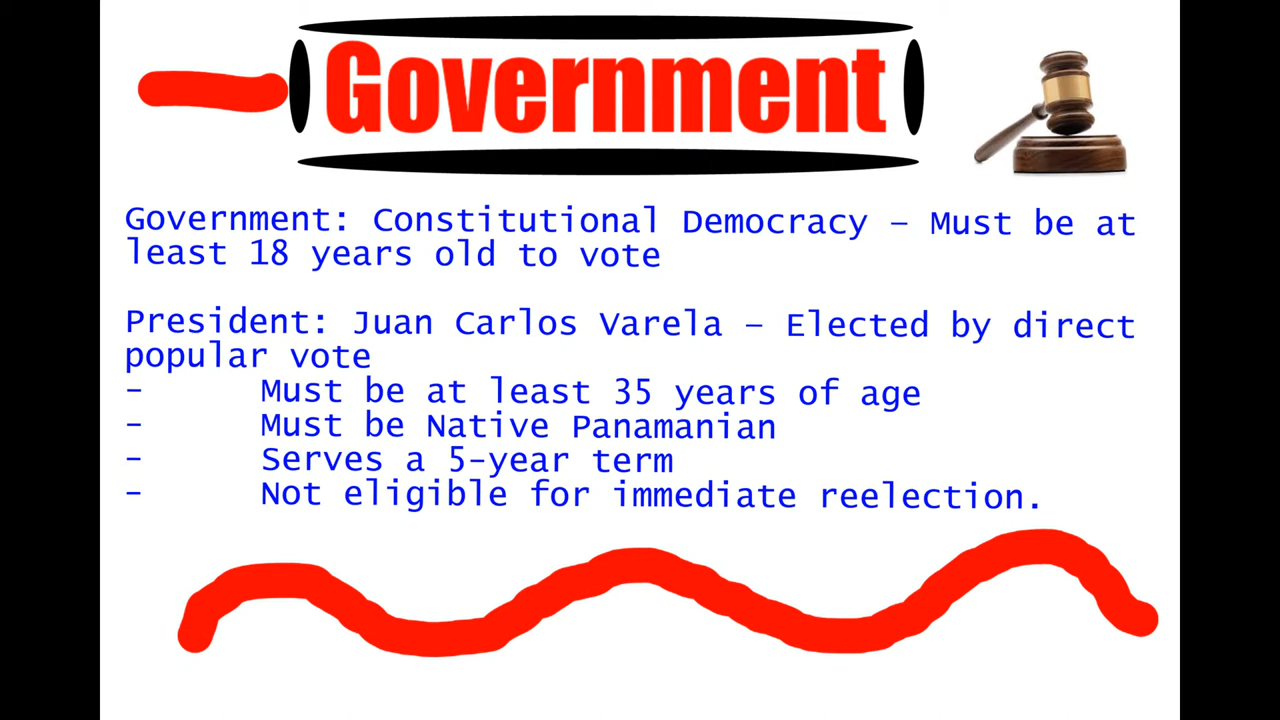 Government
Government: Constitutional Democracy – Must be at
least 18 years old to vote
President: Juan Carlos Varela – Elected by direct
popular vote
- Must be at least 35 years of age
- Must be Native Panamanian
- Serves a 5-year term
- Not eligible for immediate reelection.